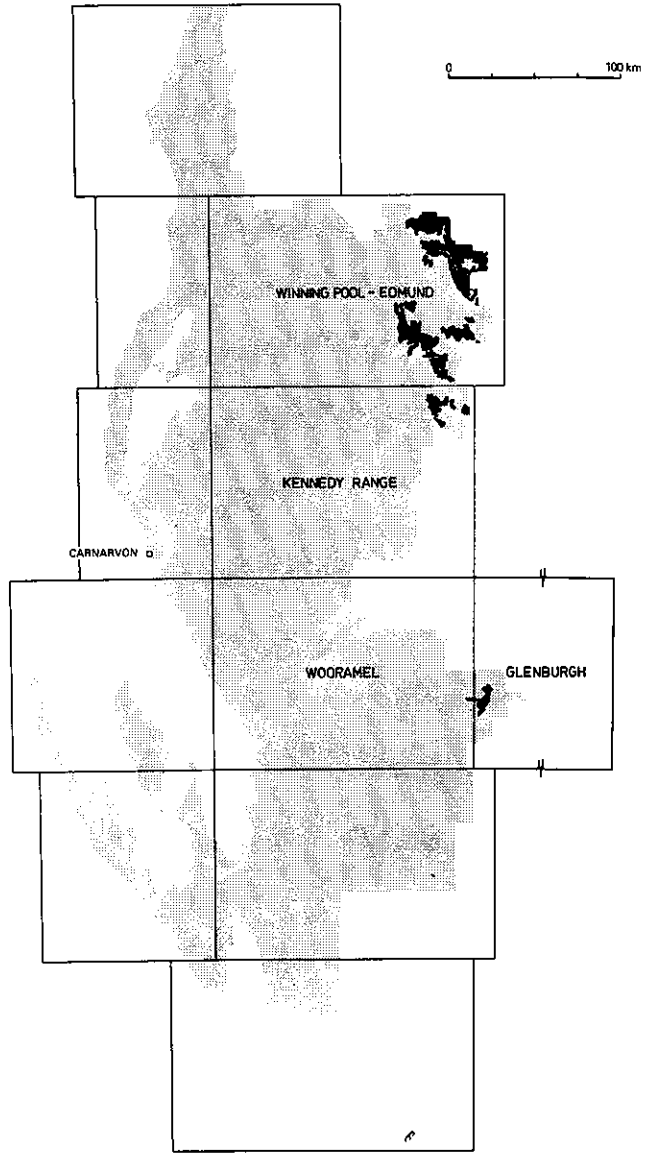 0 100 km
WINNING POOL - EDMUND
KENNEDY RANGE
CARNARVON
WOORAMEL GLENBURGH